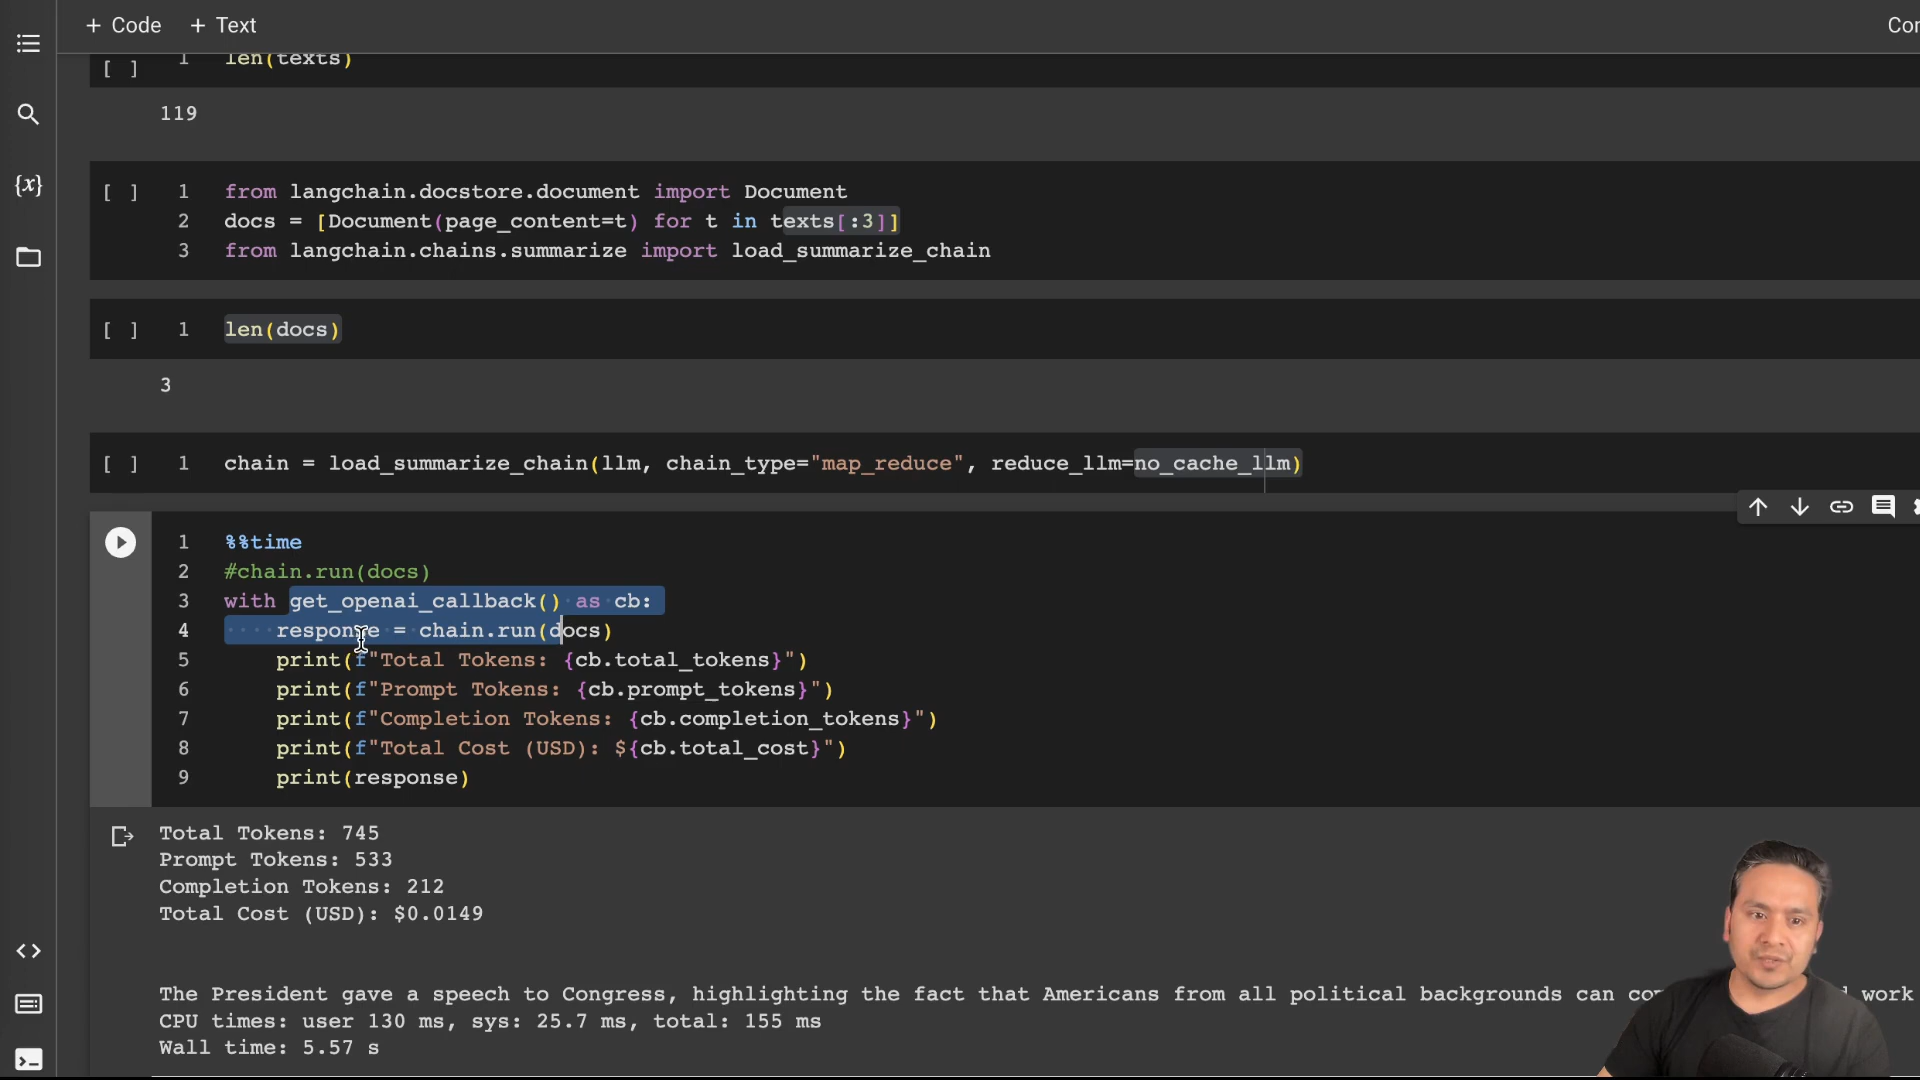 + Code + Text
Cor
[ ] 1 len(texts)
119
[ ] 1 from langchain.docstore.document import Document
2 docs = [Document(page_content=t) for t in texts[:3]]
3 from langchain.chains.summarize import load_summarize_chain
[ ] 1 len(docs)
3
[ ] 1 chain = load_summarize_chain(llm, chain_type="map_reduce", reduce_llm=no_cache_llm)
1 %%time
2 #chain.run(docs)
3 with get_openai_callback() as cb:
4 response = chain.run(docs)
5 print(f"Total Tokens: {cb.total_tokens}")
6 print(f"Prompt Tokens: {cb.prompt_tokens}")
7 print(f"Completion Tokens: {cb.completion_tokens}")
8 print(f"Total Cost (USD): ${cb.total_cost}")
9 print(response)
Total Tokens: 745
Prompt Tokens: 533
Completion Tokens: 212
Total Cost (USD): $0.0149
The President gave a speech to Congress, highlighting the fact that Americans from all political backgrounds can work
CPU times: user 130 ms, sys: 25.7 ms, total: 155 ms
Wall time: 5.57 s